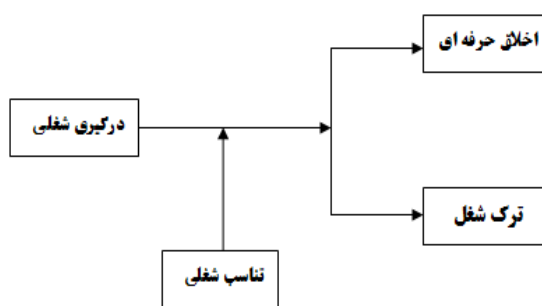 اخلاق حرفه ای
درگیری شغلی
ترک شغل
تناسب شغلی